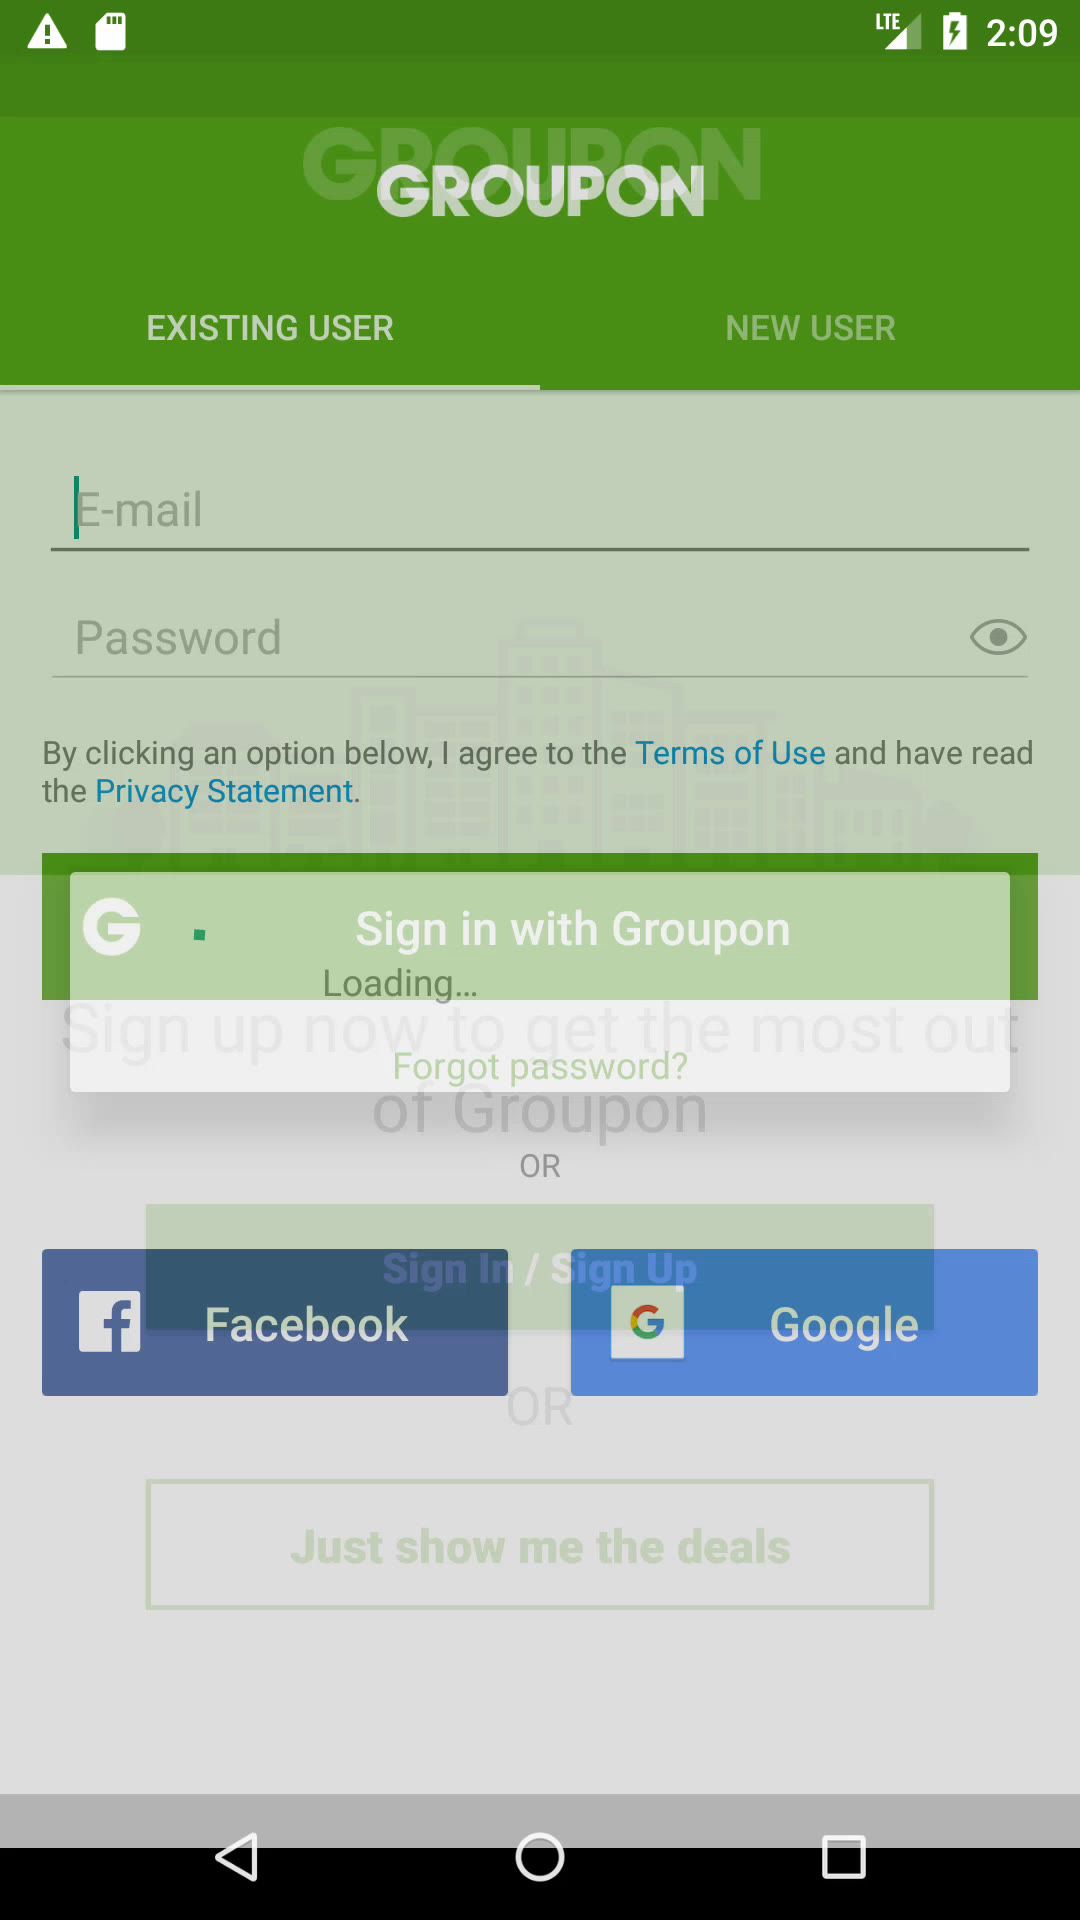 LTE 2:09
GROUPON
GROUPON
EXISTING USER NEW USER
E-mail
Password
By clicking an option below, I agree to the Terms of Use and have read
the Privacy Statement.
G Sign in with Groupon
Loading...
Sign up now to get the most out
Forgot password?
of Groupon
OR
Sign In / Sign Up
Facebook Google
OR
Just show me the deals